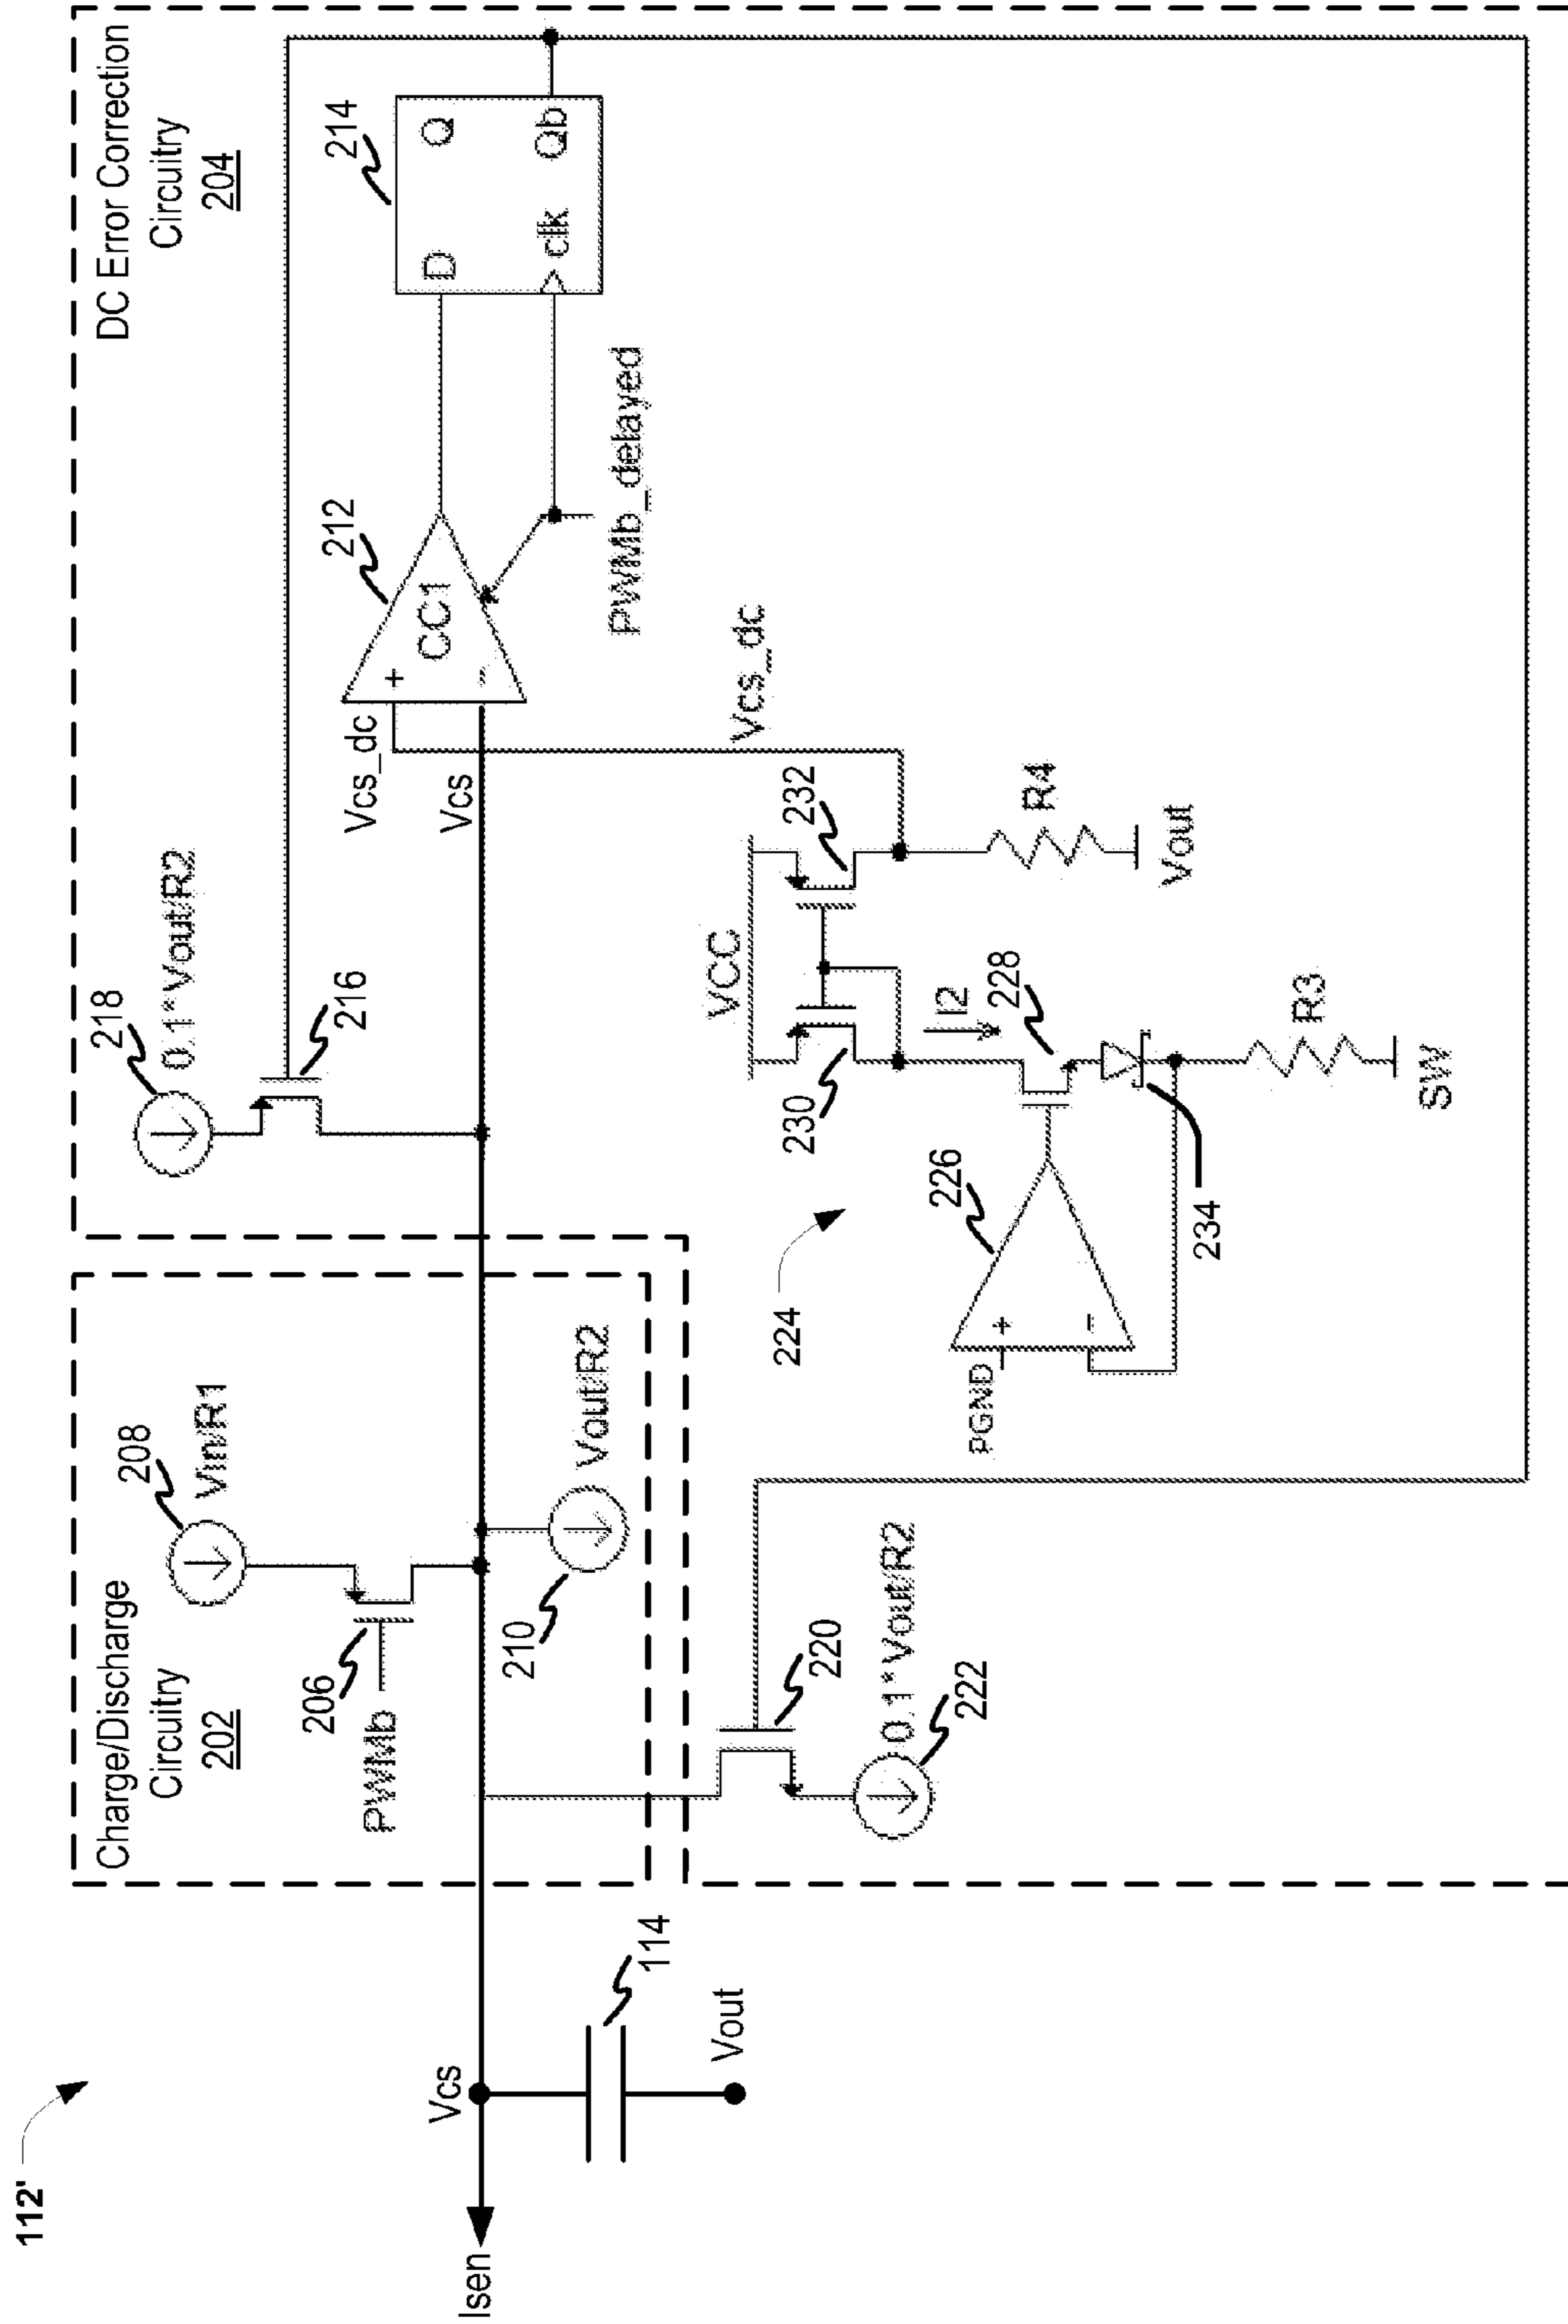 112'
Charge/Discharge
Circuitry
202
DC Error Correction
Circuitry
204
208
Vin/R1
206
PWMb
210
Vout/R2
218
0.1*Vout/R2
216
Vcs_dc
Vcs
212
+
CC1
-
214
D
Q
clk
Qb
PWMb_delayed
Vcs_dc
Isen
Vcs
114
Vout
220
0.1*Vout/R2
222
224
PGND
+
-
226
VCC
230
232
I2
228
234
R3
SW
R4
Vout